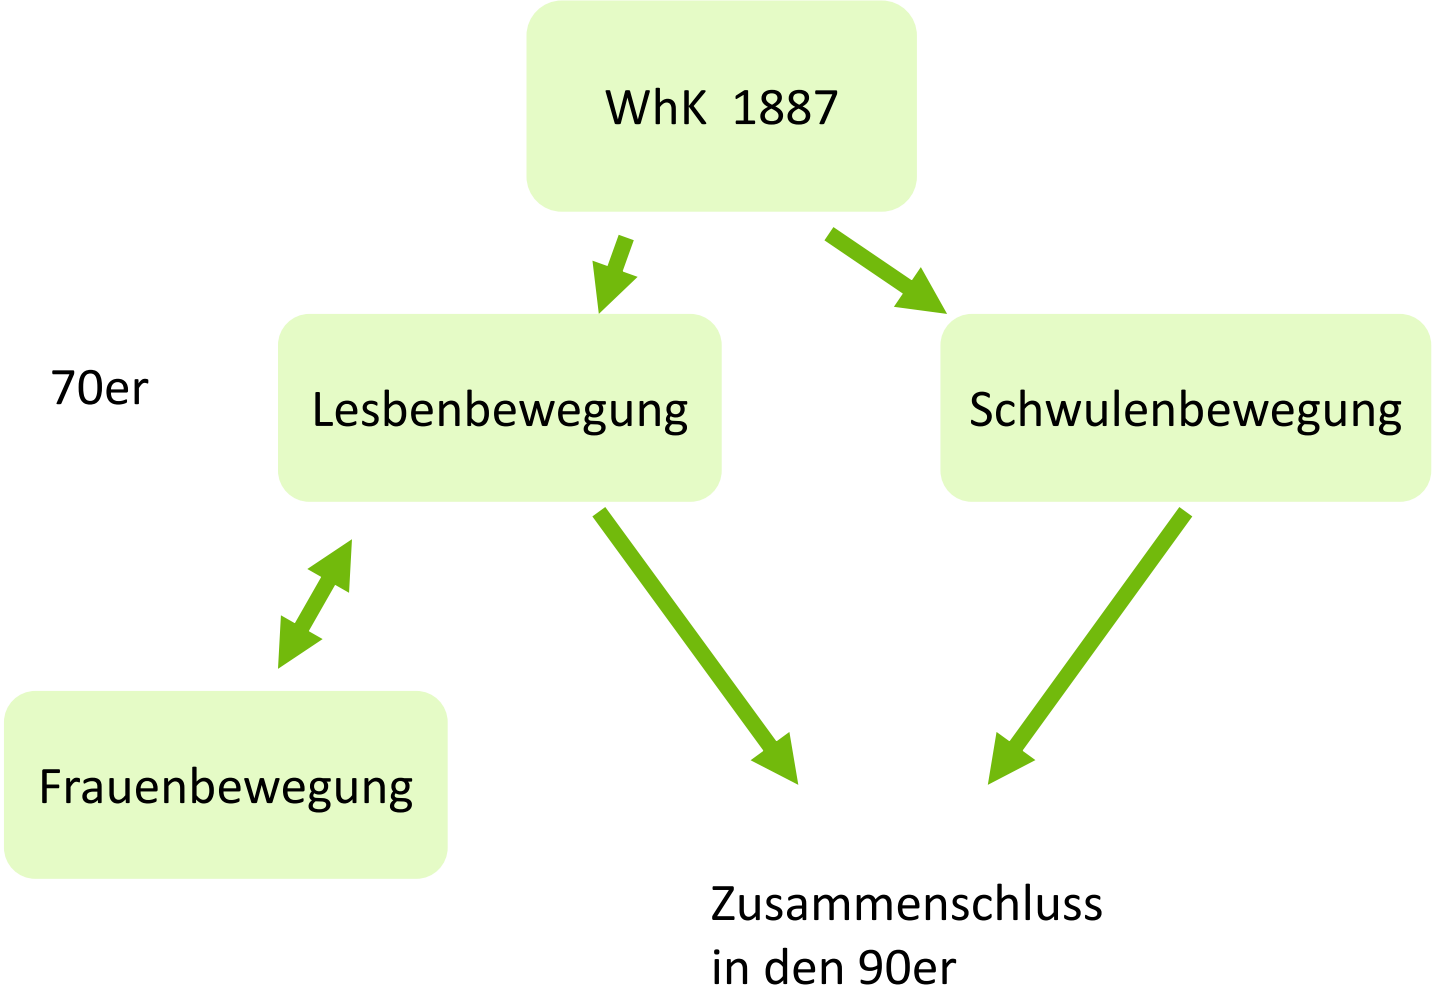 WhK 1887
70er
Lesbenbewegung
Schwulenbewegung
Frauenbewegung
Zusammenschluss
in den 90er